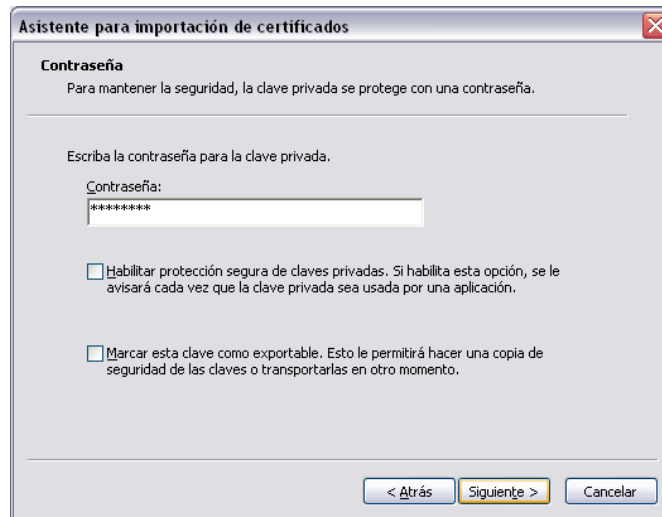 Asistente para importación de certificados
Contraseña
Para mantener la seguridad, la clave privada se protege con una contraseña.
Escriba la contraseña para la clave privada.
Contraseña:
********
Habilitar protección segura de claves privadas. Si habilita esta opción, se le
avisará cada vez que la clave privada sea usada por una aplicación.
Marcar esta clave como exportable. Esto le permitirá hacer una copia de
seguridad de las claves o transportarlas en otro momento.
< Atrás Siguiente > Cancelar